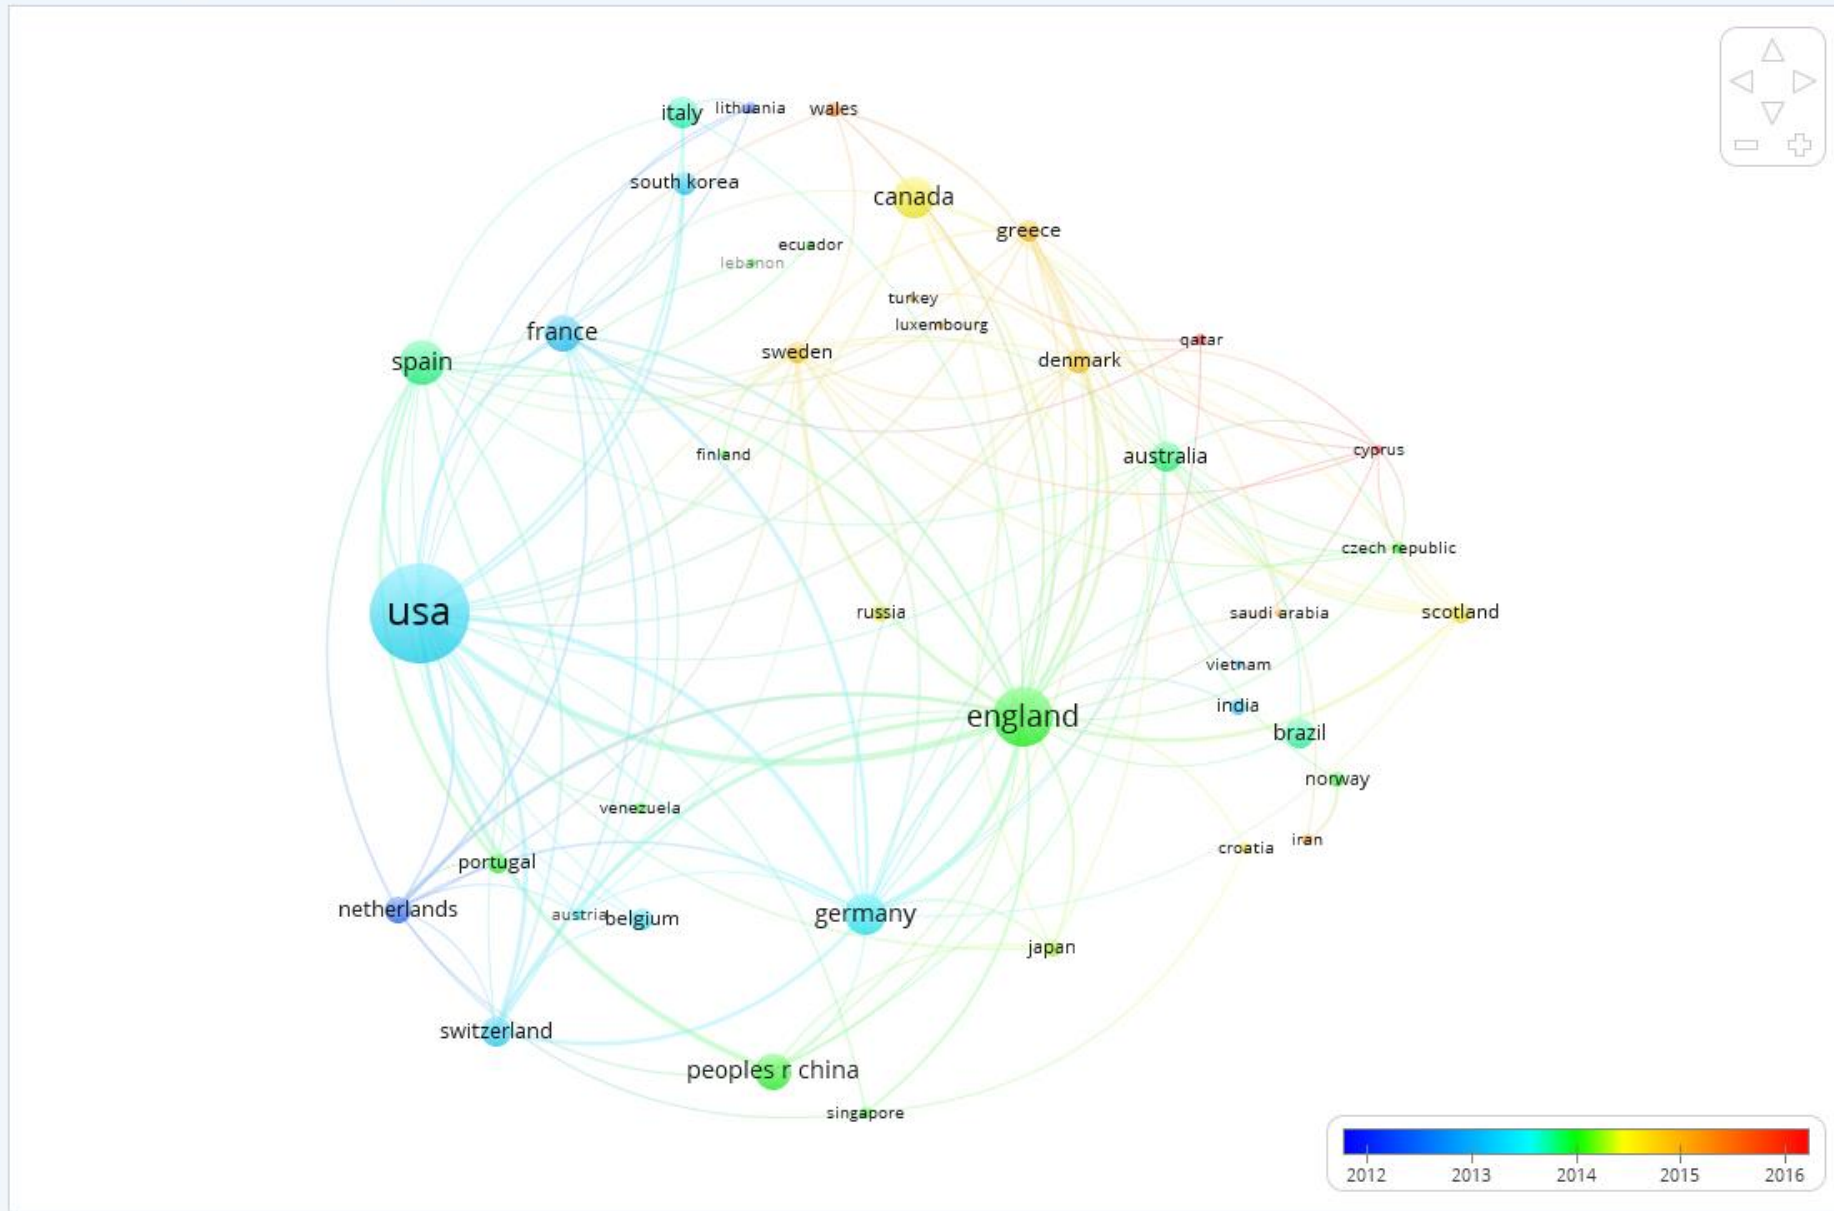 italy
lithuania
wales
south korea
canada
greece
ecuador
lebanon
turkey
luxembourg
france
sweden
denmark
qatar
spain
finland
australia
cyprus
czech republic
usa
russia
saudi arabia
scotland
vietnam
india
england
brazil
norway
venezuela
croatia
iran
portugal
netherlands
austria
belgium
germany
japan
switzerland
peoples r china
singapore
2012 2013 2014 2015 2016